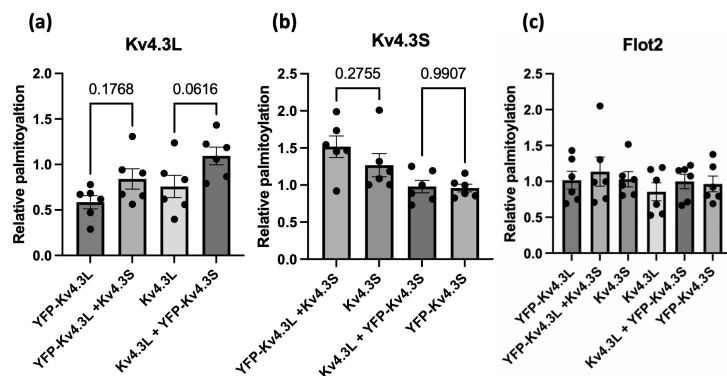 (a)
Kv4.3L
Relative palmitoylation
2.0
1.5
1.0
0.5
0.0
0.1768
0.0616
YFP-Kv4.3L
YFP-Kv4.3L +Kv4.3S
Kv4.3L
Kv4.3L + YFP-Kv4.3S
(b)
Kv4.3S
Relative palmitoylation
2.5
2.0
1.5
1.0
0.5
0.0
0.2755
0.9907
YFP-Kv4.3L +Kv4.3S
Kv4.3S
Kv4.3L + YFP-Kv4.3S
YFP-Kv4.3S
(c)
Flot2
Relative palmitoylation
2.5
2.0
1.5
1.0
0.5
0.0
YFP-Kv4.3L
YFP-Kv4.3L +Kv4.3S
Kv4.3S
Kv4.3L
Kv4.3L + YFP-Kv4.3S
YFP-Kv4.3S